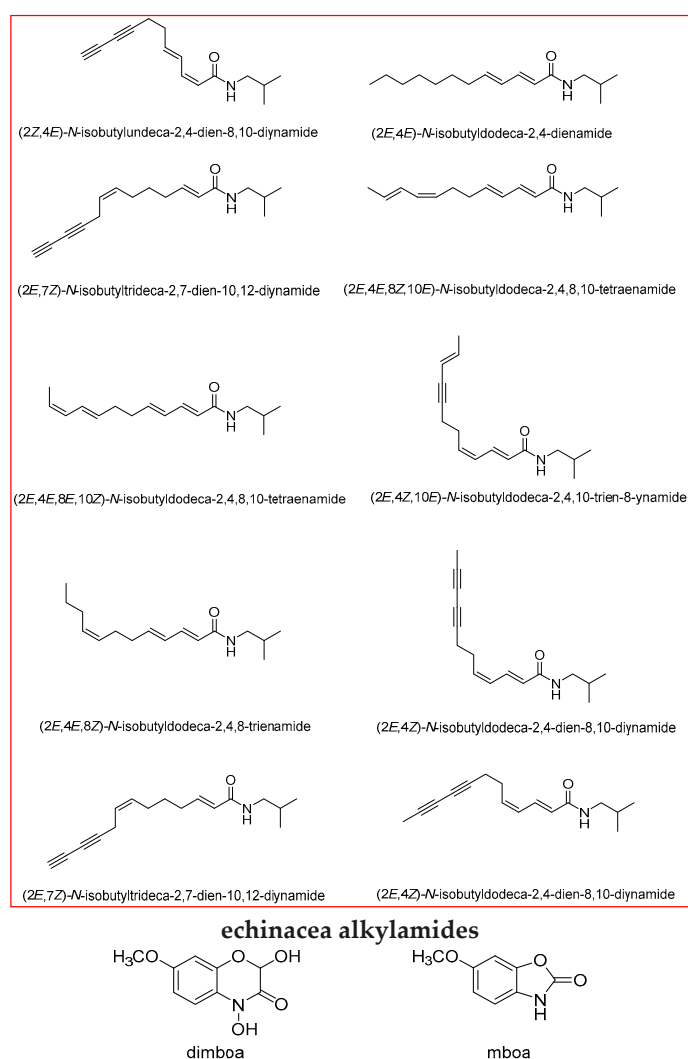 O
N
H
(2Z,4E)-N-isobutylundeca-2,4-dien-8,10-diynamide
O
N
H
(2E,4E)-N-isobutyldodeca-2,4-dienamide
O
N
H
(2E,7Z)-N-isobutyltrideca-2,7-dien-10,12-diynamide
O
N
H
(2E,4E,8Z,10E)-N-isobutyldodeca-2,4,8,10-tetraenamide
O
N
H
(2E,4E,8E,10Z)-N-isobutyldodeca-2,4,8,10-tetraenamide
O
N
H
(2E,4Z,10E)-N-isobutyldodeca-2,4,10-trien-8-ynamide
O
N
H
(2E,4E,8Z)-N-isobutyldodeca-2,4,8-trienamide
O
N
H
(2E,4Z)-N-isobutyldodeca-2,4-dien-8,10-diynamide
O
N
H
(2E,7Z)-N-isobutyltrideca-2,7-dien-10,12-diynamide
O
N
H
(2E,4Z)-N-isobutyldodeca-2,4-dien-8,10-diynamide
echinacea alkylamides
H₃CO O OH
N O
OH
dimboa
H₃CO O
O
N
H
mboa